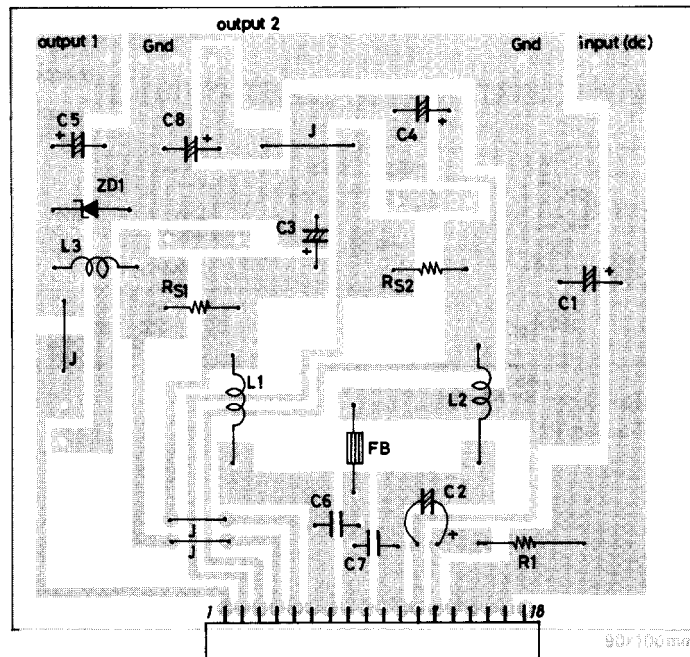 output 2
output 1 Gnd Gnd input (dc)
C5 C8 J C4
+ + +
ZD1
C3 +
L3
RS1 RS2 C1 +
J
L1 L2
FB
C6 C2
C7 +
J
J
R1
1 18
90x100mm